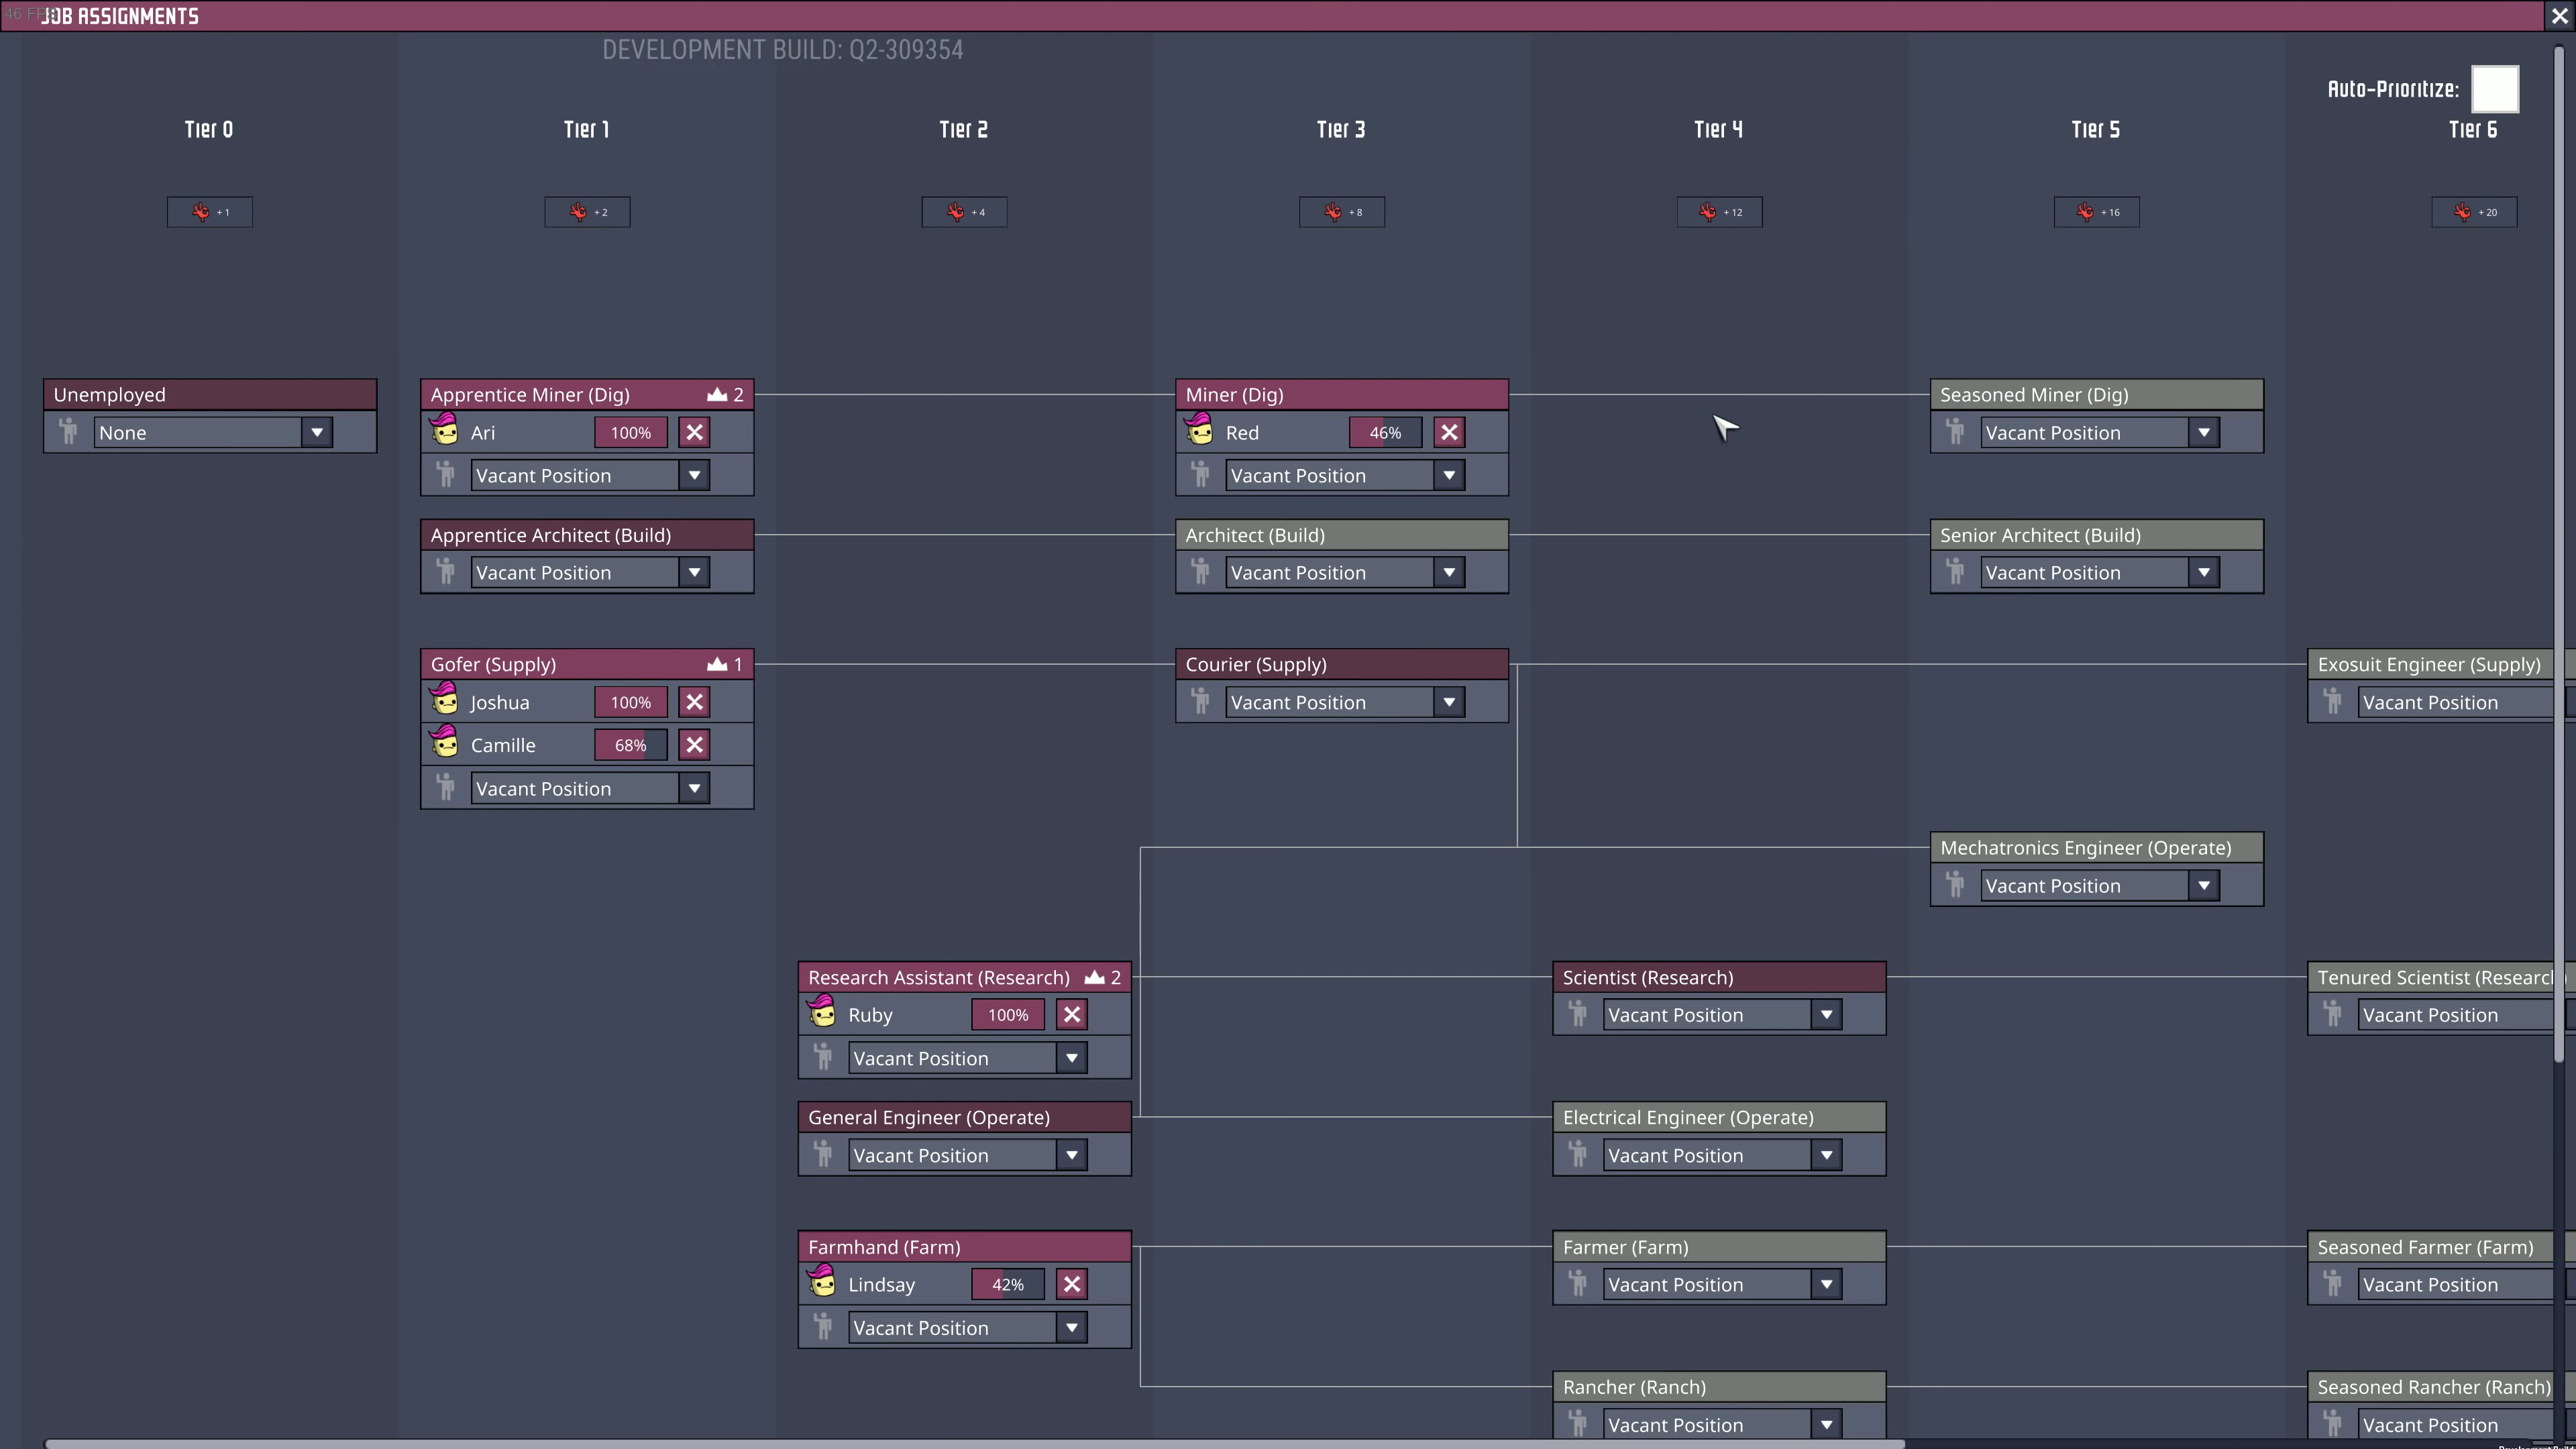 46 FPS
JOB ASSIGNMENTS
DEVELOPMENT BUILD: Q2-309354
Auto-Prioritize:
Tier 0
Tier 1
Tier 2
Tier 3
Tier 4
Tier 5
Tier 6
+ 1
+ 2
+ 4
+ 8
+ 12
+ 16
+ 20
Unemployed
None
Apprentice Miner (Dig) 2
Ari 100%
Vacant Position
Miner (Dig)
Red 46%
Vacant Position
Seasoned Miner (Dig)
Vacant Position
Apprentice Architect (Build)
Vacant Position
Architect (Build)
Vacant Position
Senior Architect (Build)
Vacant Position
Gofer (Supply) 1
Joshua 100%
Camille 68%
Vacant Position
Courier (Supply)
Vacant Position
Exosuit Engineer (Supply)
Vacant Position
Mechatronics Engineer (Operate)
Vacant Position
Research Assistant (Research) 2
Ruby 100%
Vacant Position
Scientist (Research)
Vacant Position
Tenured Scientist (Research)
Vacant Position
General Engineer (Operate)
Vacant Position
Electrical Engineer (Operate)
Vacant Position
Farmhand (Farm)
Lindsay 42%
Vacant Position
Farmer (Farm)
Vacant Position
Seasoned Farmer (Farm)
Vacant Position
Rancher (Ranch)
Vacant Position
Seasoned Rancher (Ranch)
Vacant Position